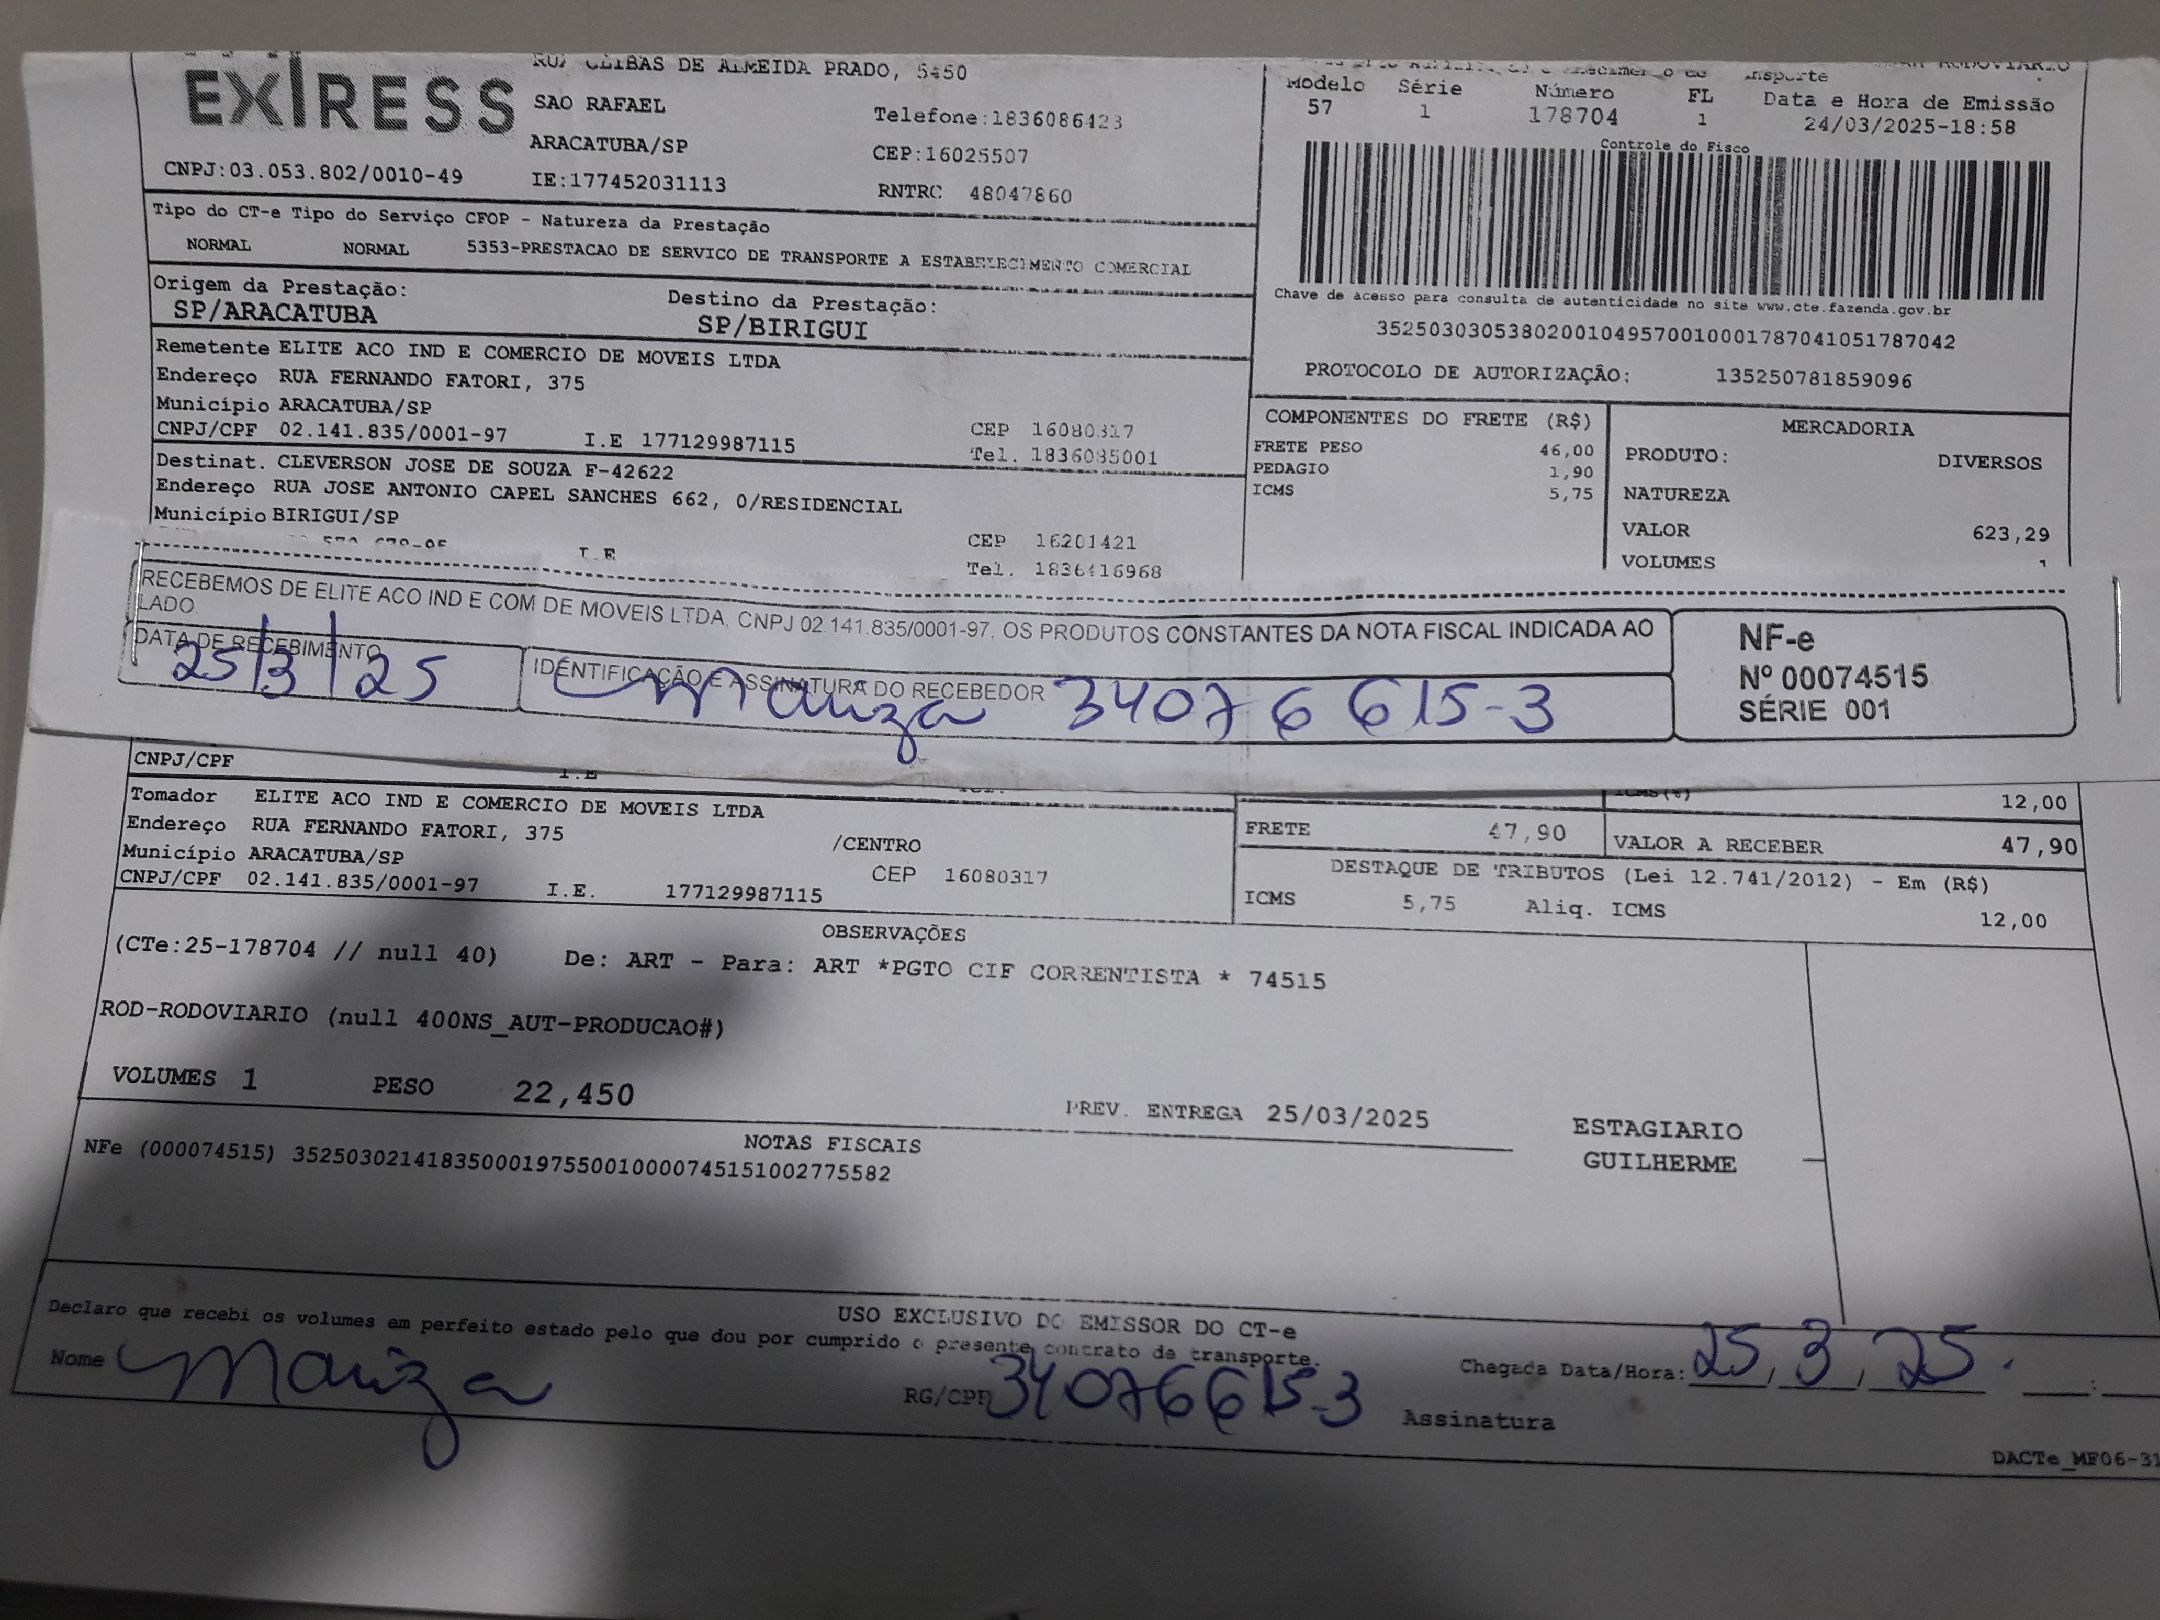 EXPRESS
RUA CLIBAS DE ALMEIDA PRADO, 5450
SAO RAFAEL
Telefone:1836086423
ARACATUBA/SP
CEP:16025507
CNPJ:03.053.802/0010-49
IE:177452031113
RNTRC 48047860
Modelo Série Número FL Data e Hora de Emissão
57 1 178704 1 24/03/2025-18:58
Controle do Fisco
Tipo do CT-e Tipo do Serviço CFOP - Natureza da Prestação
NORMAL NORMAL 5353-PRESTACAO DE SERVICO DE TRANSPORTE A ESTABELECIMENTO COMERCIAL
Origem da Prestação: Destino da Prestação:
SP/ARACATUBA SP/BIRIGUI
Chave de acesso para consulta de autenticidade no site www.cte.fazenda.gov.br
35250303053802001049570010001787041051787042
PROTOCOLO DE AUTORIZAÇÃO: 135250781859096
Remetente ELITE ACO IND E COMERCIO DE MOVEIS LTDA
Endereço RUA FERNANDO FATORI, 375
Município ARACATUBA/SP CEP 16080317
CNPJ/CPF 02.141.835/0001-97 I.E 177129987115 Tel. 1836085001
Destinat. CLEVERSON JOSE DE SOUZA F-42622
Endereço RUA JOSE ANTONIO CAPEL SANCHES 662, 0/RESIDENCIAL
Município BIRIGUI/SP CEP 16201421
I.E Tel. 1836416968
COMPONENTES DO FRETE (R$)
FRETE PESO 46,00
PEDAGIO 1,90
ICMS 5,75
MERCADORIA
PRODUTO: DIVERSOS
NATUREZA
VALOR 623,29
VOLUMES 1
RECEBEMOS DE ELITE ACO IND E COM DE MOVEIS LTDA, CNPJ 02.141.835/0001-97, OS PRODUTOS CONSTANTES DA NOTA FISCAL INDICADA AO
LADO.
DATA DE RECEBIMENTO
25/3/25
IDENTIFICAÇÃO E ASSINATURA DO RECEBEDOR
Mariza 34076615-3
NF-e
Nº 00074515
SÉRIE 001
CNPJ/CPF I.E
Tomador ELITE ACO IND E COMERCIO DE MOVEIS LTDA
Endereço RUA FERNANDO FATORI, 375 /CENTRO
Município ARACATUBA/SP CEP 16080317
CNPJ/CPF 02.141.835/0001-97 I.E. 177129987115
ICMS(%) 12,00
FRETE 47,90 VALOR A RECEBER 47,90
DESTAQUE DE TRIBUTOS (Lei 12.741/2012) - Em (R$)
ICMS 5,75 Aliq. ICMS 12,00
OBSERVAÇÕES
(CTe:25-178704 // null 40) De: ART - Para: ART *PGTO CIF CORRENTISTA * 74515
ROD-RODOVIARIO (null 400NS_AUT-PRODUCAO#)
VOLUMES 1 PESO 22,450 PREV. ENTREGA 25/03/2025
ESTAGIARIO
GUILHERME
NOTAS FISCAIS
NFe (000074515) 35250302141835000197550010000745151002775582
USO EXCLUSIVO DO EMISSOR DO CT-e
Declaro que recebi os volumes em perfeito estado pelo que dou por cumprido o presente contrato de transporte.
Nome Mariza RG/CPF 34076615-3 Assinatura
Chegada Data/Hora: 25/3/25
DACTe_MF06-31